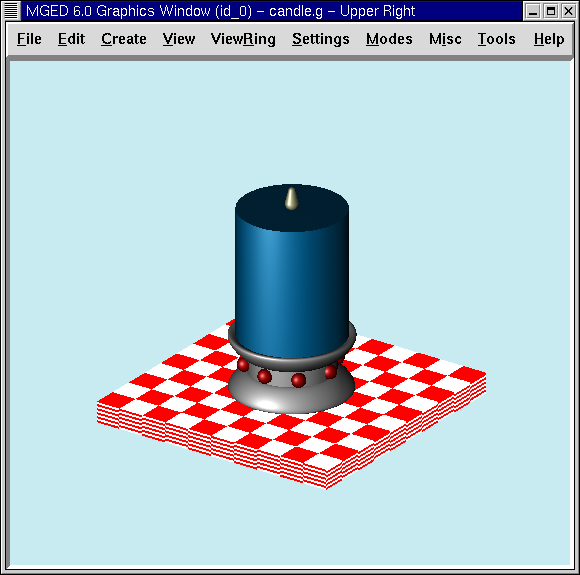 MGED 6.0 Graphics Window (id_0) – candle.g – Upper Right
File Edit Create View ViewRing Settings Modes Misc Tools Help